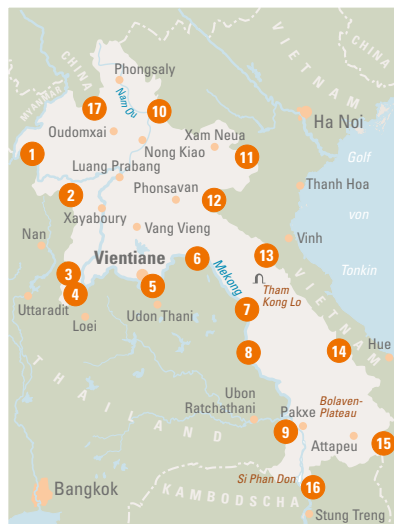 CHINA
VIETNAM
CHINA
MYANMAR
Phongsaly
Nam Ou
17
10
Oudomxai
Ha Noi
Xam Neua
1
Nong Kiao
11
Golf
Luang Prabang
2
Phonsavan
12
Thanh Hoa
Xayaboury
von
Nan
Vang Vieng
Vinh
Vientiane
6
13
Tonkin
3
4
5
Mekong
Tham
Kong Lo
VIETNAM
Uttaradit
Loei
Udon Thani
7
Hue
8
14
THAILAND
Ubon
Ratchathani
Bolaven-
Plateau
Pakxe
9
Attapeu
15
Si Phan Don
16
Bangkok
KAMBODSCHA
Stung Treng